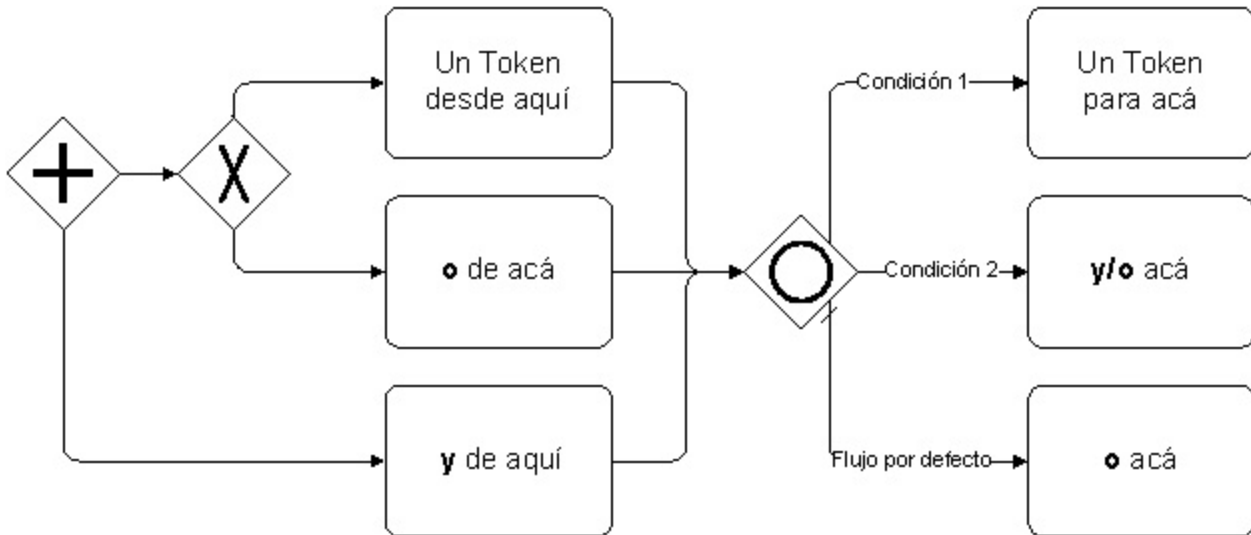 Un Token
desde aquí
o de acá
y de aquí
Condición 1
Condición 2
Flujo por defecto
Un Token
para acá
y/o acá
o acá